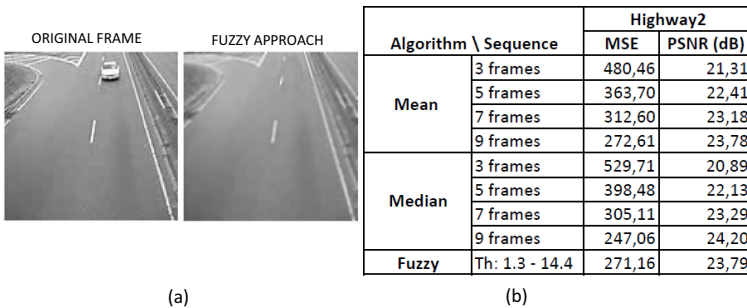 ORIGINAL FRAME
FUZZY APPROACH
(a)
Algorithm \ Sequence Highway2
MSE PSNR (dB)
Mean
3 frames 480,46 21,31
5 frames 363,70 22,41
7 frames 312,60 23,18
9 frames 272,61 23,78
Median
3 frames 529,71 20,89
5 frames 398,48 22,13
7 frames 305,11 23,29
9 frames 247,06 24,20
Fuzzy Th: 1.3 - 14.4 271,16 23,79
(b)